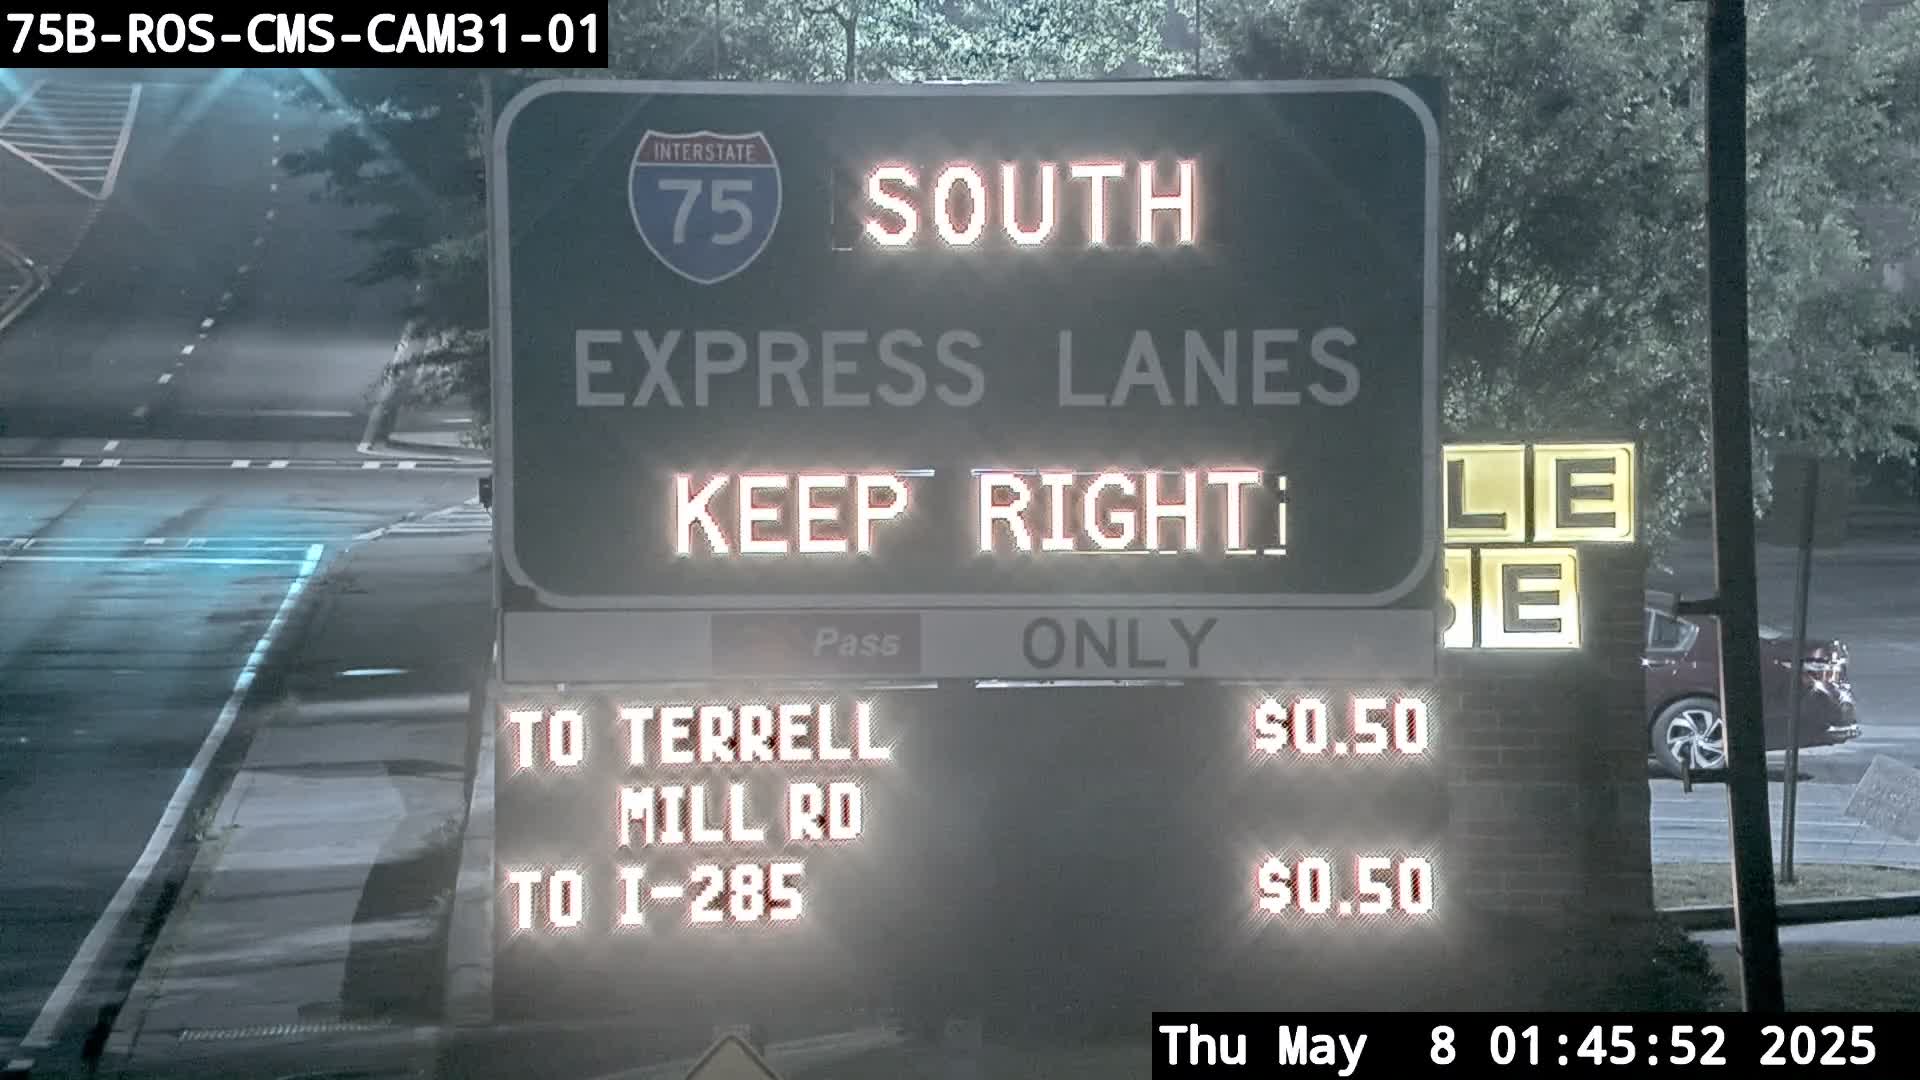 75B-ROS-CMS-CAM31-01
INTERSTATE
75
SOUTH
EXPRESS LANES
KEEP RIGHT
LE
E
Pass ONLY
TO TERRELL $0.50
MILL RD
TO I-285 $0.50
Thu May 8 01:45:52 2025